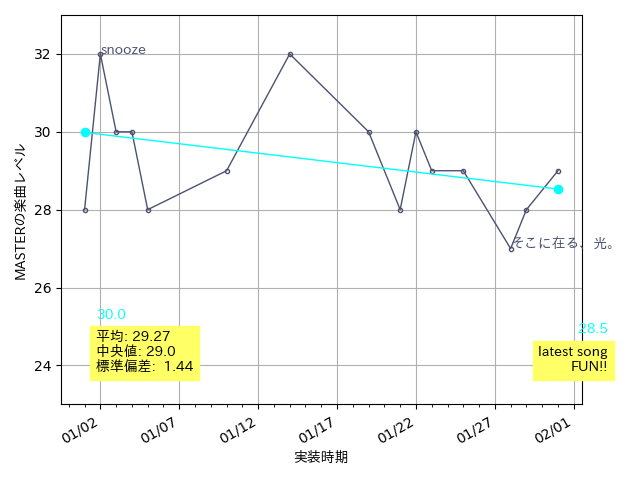 32
30
28
26
24
MASTERの楽曲レベル
snooze
そこに在る、光。
30.0
平均: 29.27
中央値: 29.0
標準偏差: 1.44
28.5
latest song
FUN!!
01/02
01/07
01/12
01/17
01/22
01/27
02/01
実装時期